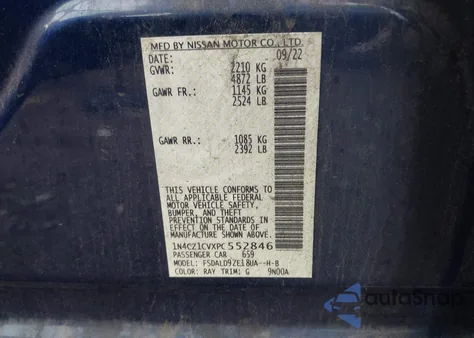 MFD BY NISSAN MOTOR CO., LTD.
DATE: 09/22
GVWR: 2210 KG
4872 LB
GAWR FR.: 1145 KG
2524 LB
GAWR RR.: 1085 KG
2392 LB
THIS VEHICLE CONFORMS TO
ALL APPLICABLE FEDERAL
MOTOR VEHICLE SAFETY,
BUMPER, AND THEFT
PREVENTION STANDARDS IN
EFFECT ON THE DATE OF
MANUFACTURE SHOWN ABOVE.
1N4CZ1CVXPC552846
PASSENGER CAR 659
MODEL: FSDALD9ZE18UA--H-B
COLOR: RAY TRIM: G 9N00A
AutoSnap